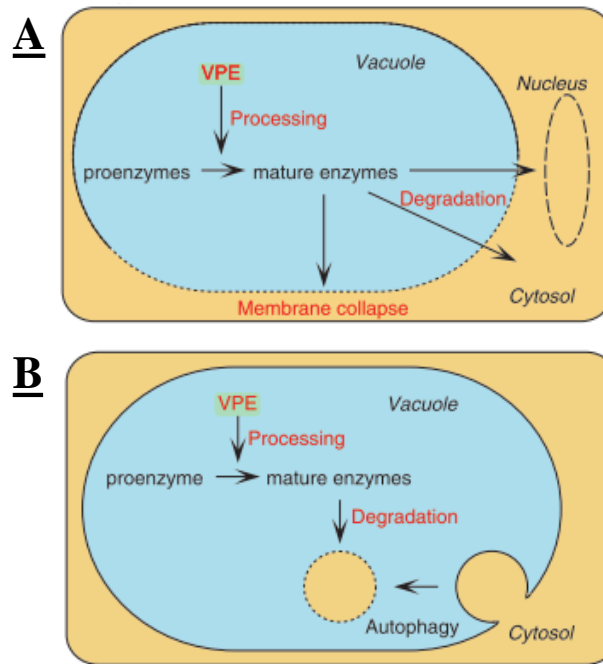 A
Vacuole
VPE
Nucleus
Processing
proenzymes
mature enzymes
Degradation
Cytosol
Membrane collapse
B
VPE
Vacuole
Processing
proenzyme
mature enzymes
Degradation
Autophagy
Cytosol